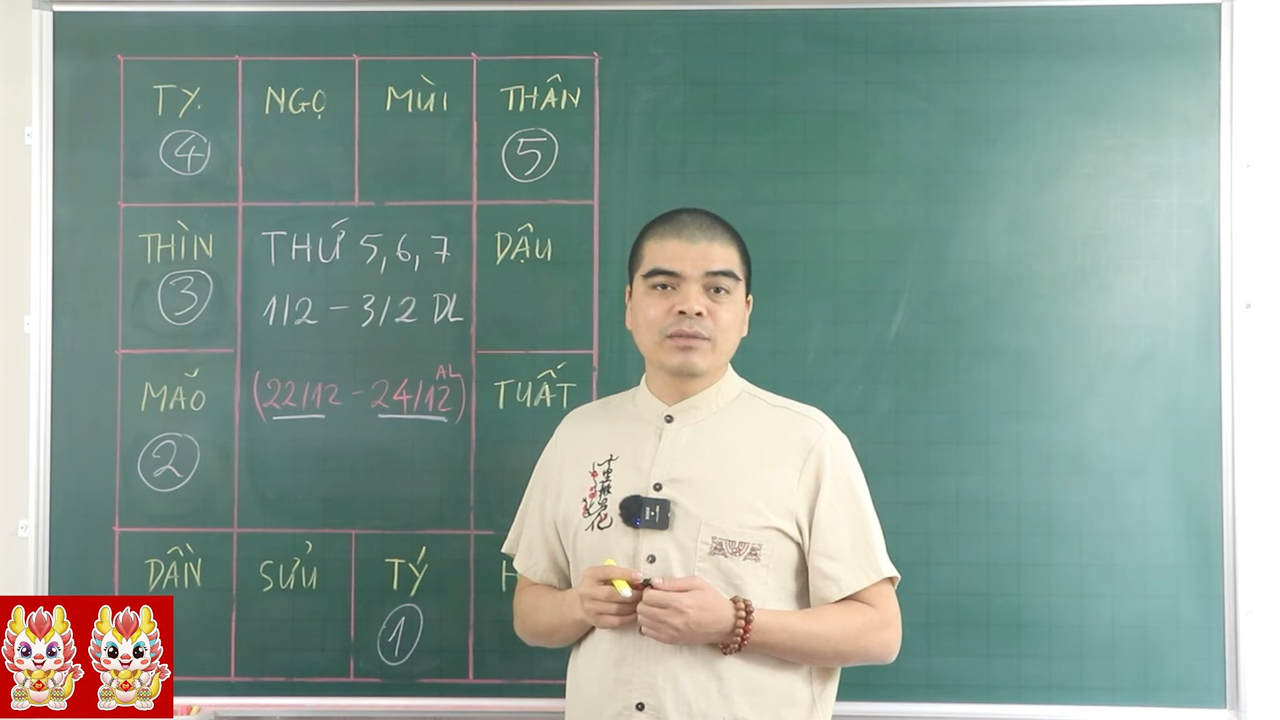 TỴ
NGỌ
MÙI
THÂN
④
⑤
THÌN
③
THỨ 5, 6, 7
DẬU
1/2 - 3/2 DL
MÃO
②
(22/12 - 24/12 AL)
TUẤT
DẦN
SỬU
TÝ
①
H